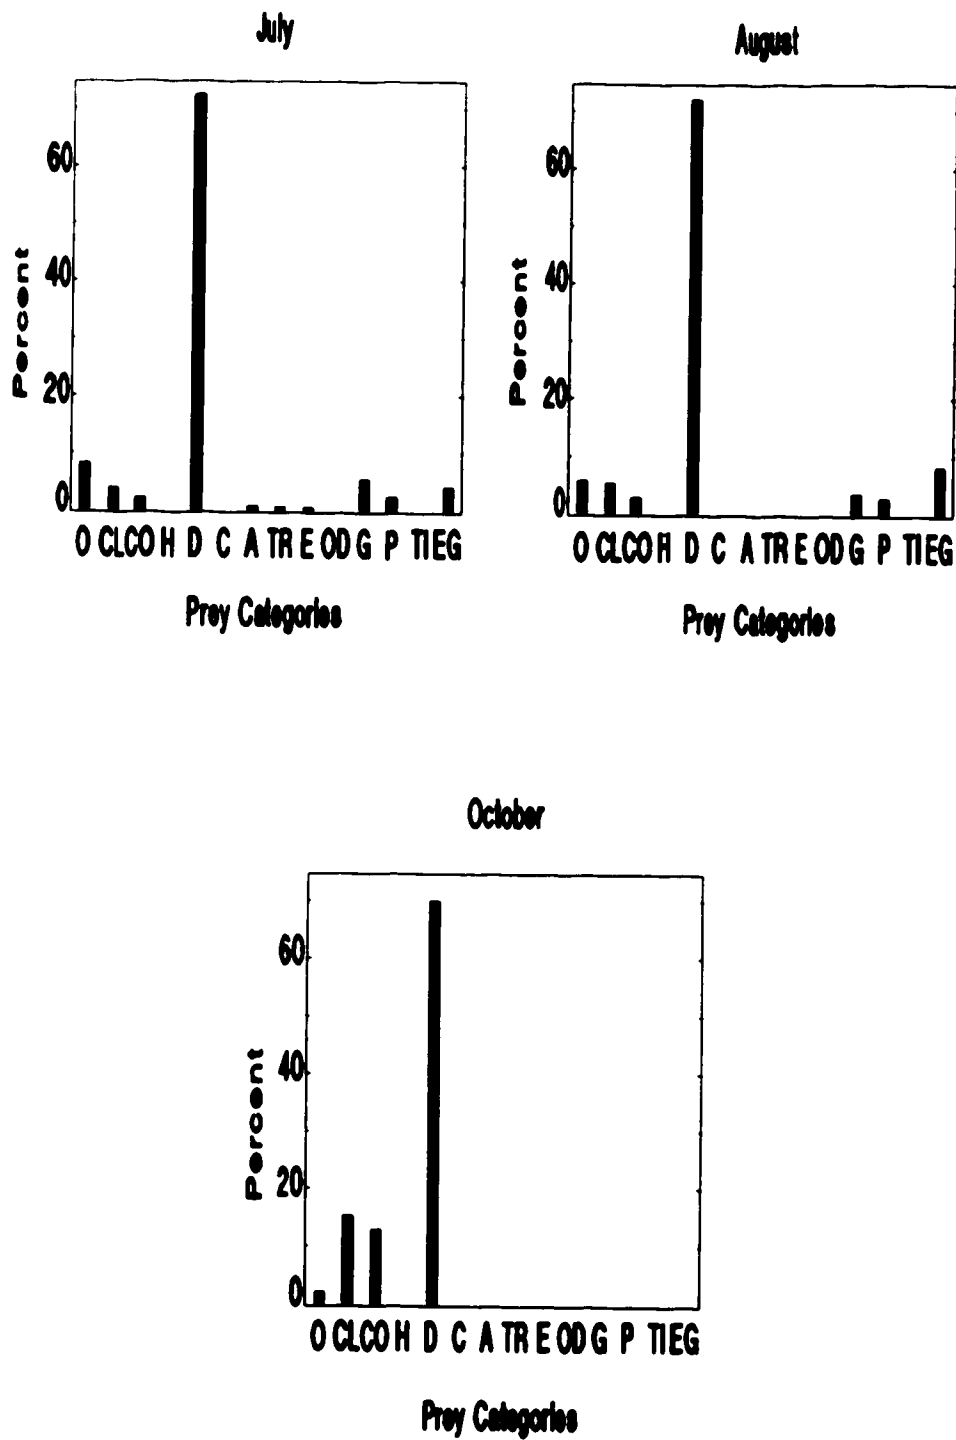 July
60
40
20
0
Percent
O CL CO H D C A TR E OD G P TI EG
Prey Categories
August
60
40
20
0
Percent
O CL CO H D C A TR E OD G P TI EG
Prey Categories
October
60
40
20
0
Percent
O CL CO H D C A TR E OD G P TI EG
Prey Categories